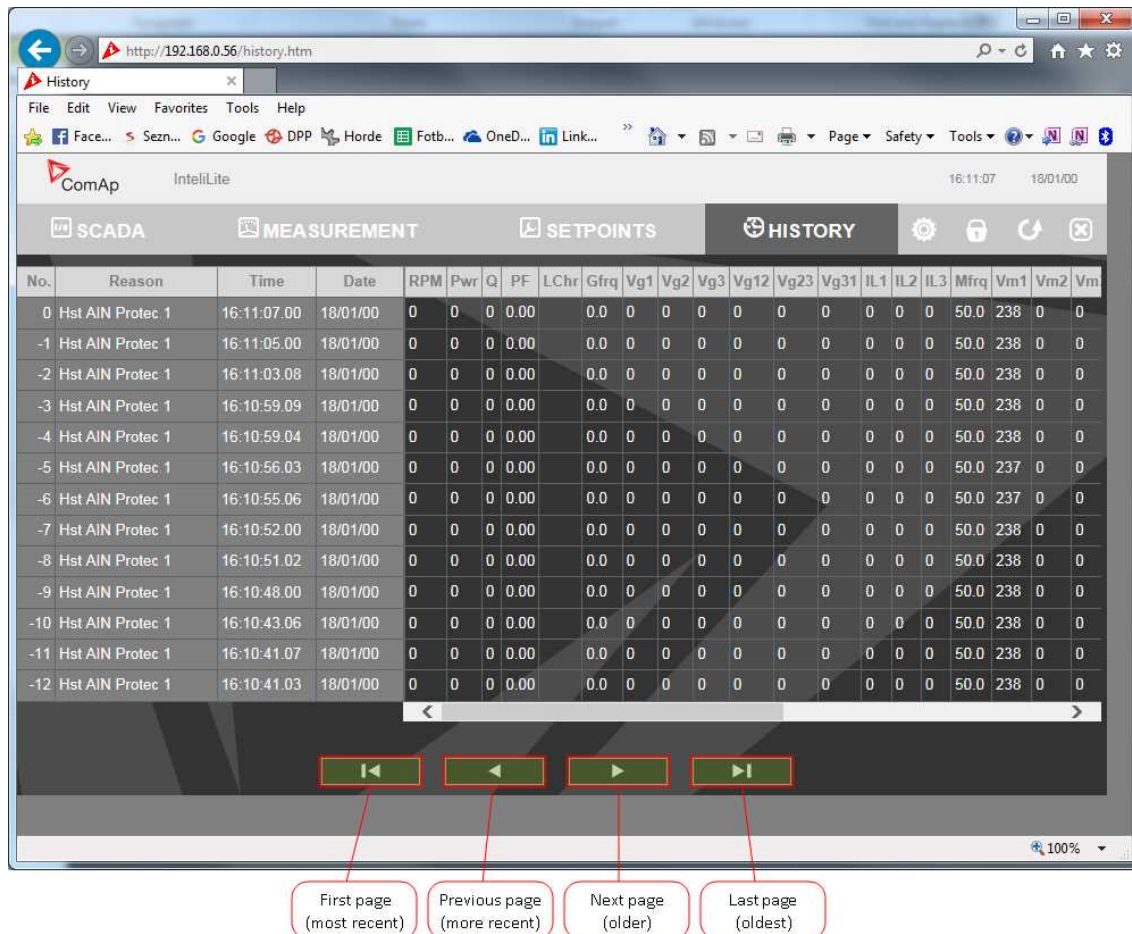 http://192.168.0.56/history.htm
History
File Edit View Favorites Tools Help
Face... Sezn... Google DPP Horde Fotb... OneD... Link... » Page Safety Tools
ComAp InteliLite 16:11:07 18/01/00
SCADA MEASUREMENT SETPOINTS HISTORY
No. Reason Time Date RPM Pwr Q PF LChr Gfrq Vg1 Vg2 Vg3 Vg12 Vg23 Vg31 IL1 IL2 IL3 Mfrq Vm1 Vm2 Vm
0 Hst AIN Protec 1 16:11:07.00 18/01/00 0 0 0 0.00 0.0 0 0 0 0 0 0 0 0 0 50.0 238 0 0
-1 Hst AIN Protec 1 16:11:05.00 18/01/00 0 0 0 0.00 0.0 0 0 0 0 0 0 0 0 0 50.0 238 0 0
-2 Hst AIN Protec 1 16:11:03.08 18/01/00 0 0 0 0.00 0.0 0 0 0 0 0 0 0 0 0 50.0 238 0 0
-3 Hst AIN Protec 1 16:10:59.09 18/01/00 0 0 0 0.00 0.0 0 0 0 0 0 0 0 0 0 50.0 238 0 0
-4 Hst AIN Protec 1 16:10:59.04 18/01/00 0 0 0 0.00 0.0 0 0 0 0 0 0 0 0 0 50.0 238 0 0
-5 Hst AIN Protec 1 16:10:56.03 18/01/00 0 0 0 0.00 0.0 0 0 0 0 0 0 0 0 0 50.0 237 0 0
-6 Hst AIN Protec 1 16:10:55.06 18/01/00 0 0 0 0.00 0.0 0 0 0 0 0 0 0 0 0 50.0 237 0 0
-7 Hst AIN Protec 1 16:10:52.00 18/01/00 0 0 0 0.00 0.0 0 0 0 0 0 0 0 0 0 50.0 238 0 0
-8 Hst AIN Protec 1 16:10:51.02 18/01/00 0 0 0 0.00 0.0 0 0 0 0 0 0 0 0 0 50.0 238 0 0
-9 Hst AIN Protec 1 16:10:48.00 18/01/00 0 0 0 0.00 0.0 0 0 0 0 0 0 0 0 0 50.0 238 0 0
-10 Hst AIN Protec 1 16:10:43.06 18/01/00 0 0 0 0.00 0.0 0 0 0 0 0 0 0 0 0 50.0 238 0 0
-11 Hst AIN Protec 1 16:10:41.07 18/01/00 0 0 0 0.00 0.0 0 0 0 0 0 0 0 0 0 50.0 238 0 0
-12 Hst AIN Protec 1 16:10:41.03 18/01/00 0 0 0 0.00 0.0 0 0 0 0 0 0 0 0 0 50.0 238 0 0
100%
First page
(most recent)
Previous page
(more recent)
Next page
(older)
Last page
(oldest)